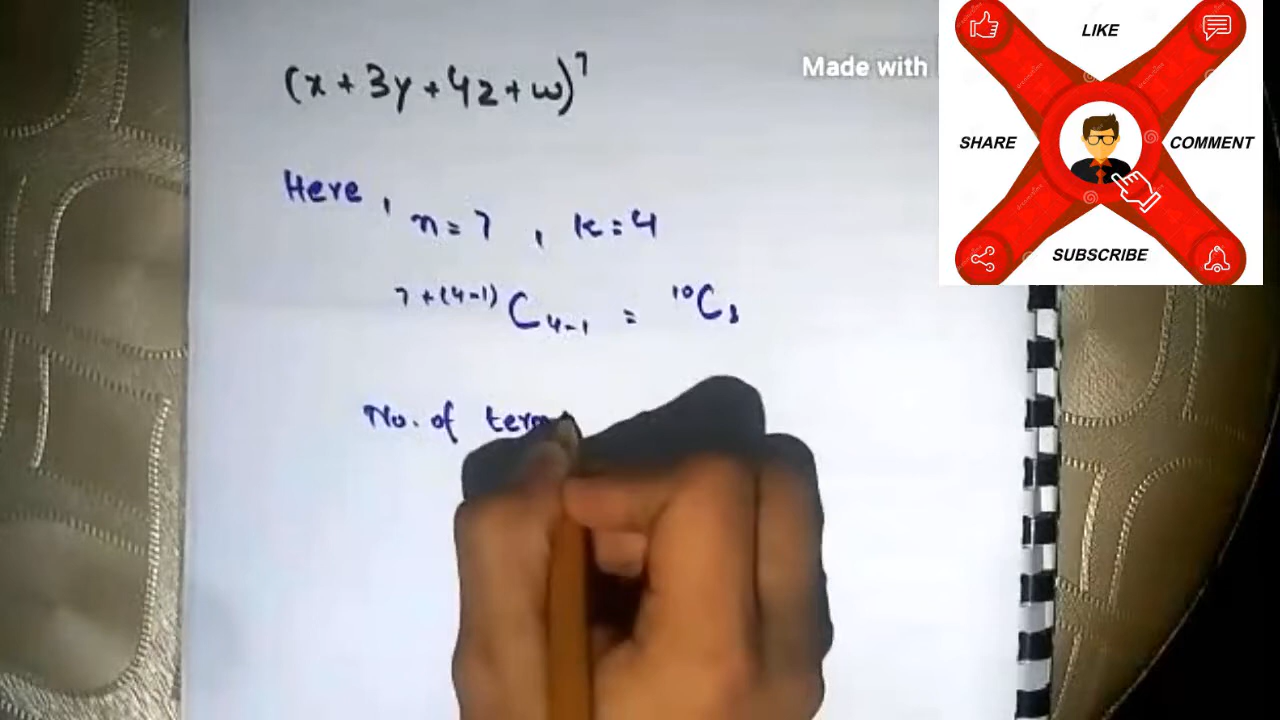 (x + 3y + 4z + w)⁷
Made with
LIKE
SHARE
COMMENT
SUBSCRIBE
Here , n = 7 , k = 4
⁷⁺⁽⁴⁻¹⁾C₄₋₁ = ¹⁰C₃
No. of term